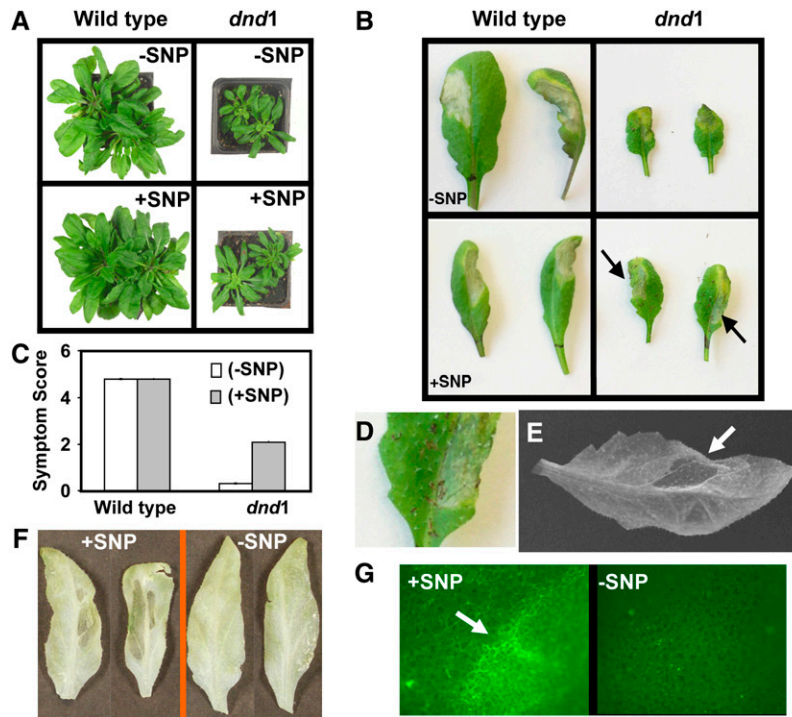 A
Wild type
dnd1
-SNP
-SNP
+SNP
+SNP
B
Wild type
dnd1
-SNP
+SNP
C
Symptom Score
6
4
2
0
(-SNP)
(+SNP)
Wild type
dnd1
D
E
F
+SNP
-SNP
G
+SNP
-SNP